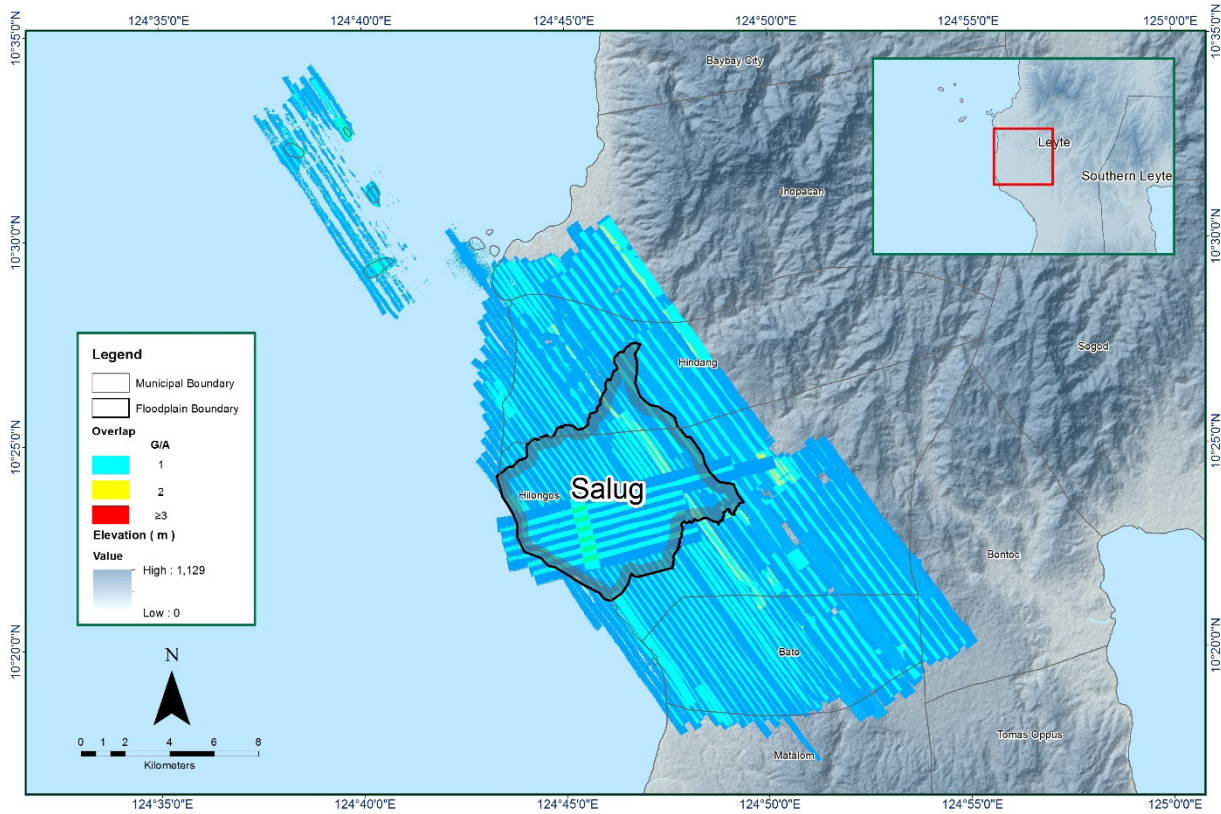 124°35'0"E 124°40'0"E 124°45'0"E 124°50'0"E 124°55'0"E 125°0'0"E
10°35'0"N 10°35'0"N
Baybay City
Leyte
Southern Leyte
Inopacan
10°30'0"N 10°30'0"N
Legend
Municipal Boundary
Floodplain Boundary
Overlap
G/A
1
2
≥3
Elevation ( m )
Value
High : 1,129
Low : 0
Sogod
Hindang
10°25'0"N 10°25'0"N
Salug
Hilongos
Bontoc
10°20'0"N 10°20'0"N
Bato
N
Tomas Oppus
Matalom
0 1 2 4 6 8
Kilometers
124°35'0"E 124°40'0"E 124°45'0"E 124°50'0"E 124°55'0"E 125°0'0"E